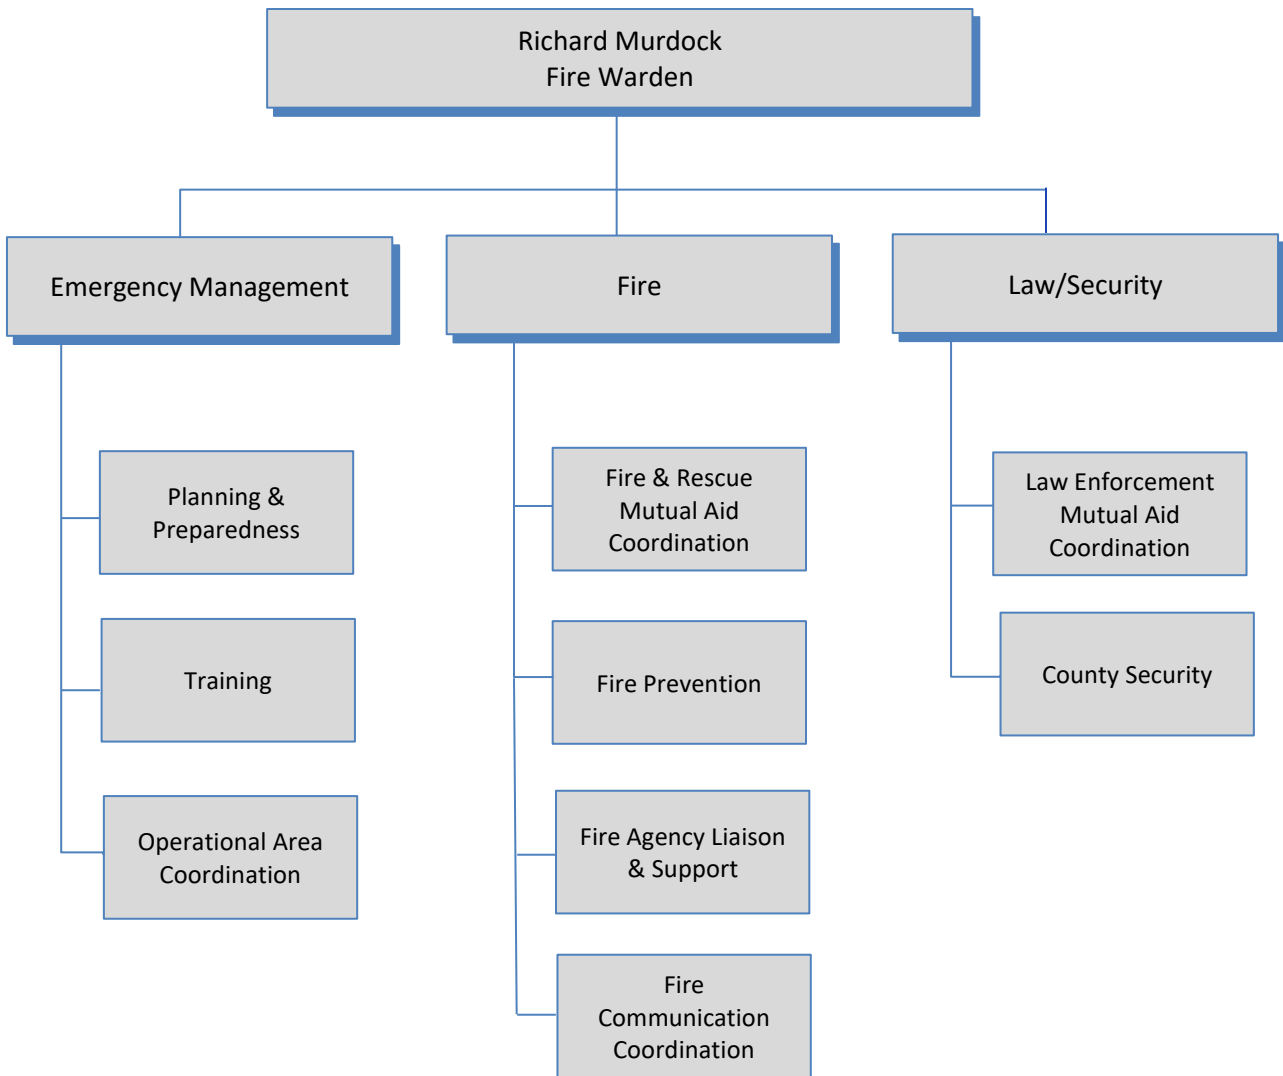 Richard Murdock
Fire Warden
Emergency Management
Fire
Law/Security
Planning &
Preparedness
Training
Operational Area
Coordination
Fire & Rescue
Mutual Aid
Coordination
Fire Prevention
Fire Agency Liaison
& Support
Fire
Communication
Coordination
Law Enforcement
Mutual Aid
Coordination
County Security